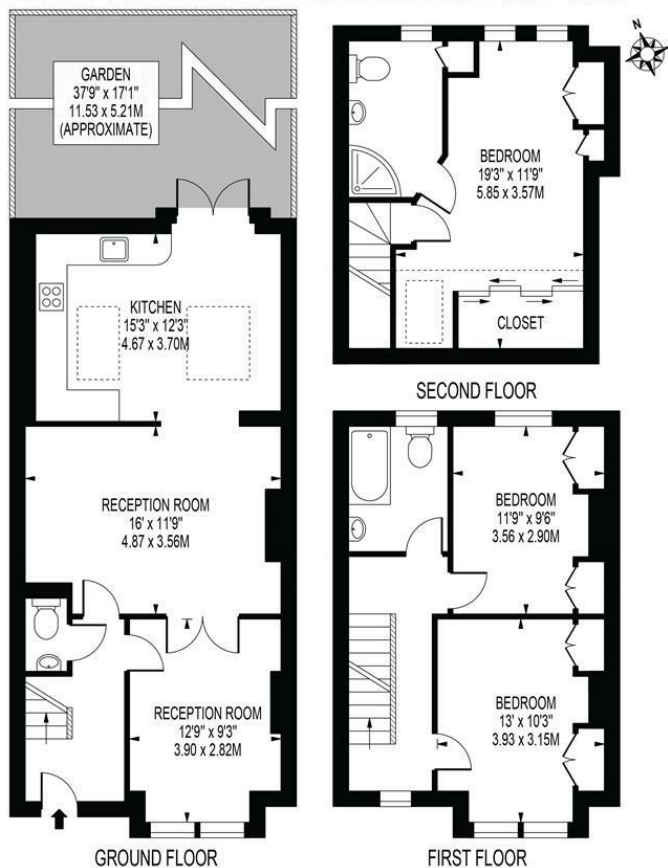 GARDEN
37'9" x 17'1"
11.53 x 5.21M
(APPROXIMATE)
KITCHEN
15'3" x 12'3"
4.67 x 3.70M
RECEPTION ROOM
16' x 11'9"
4.87 x 3.56M
RECEPTION ROOM
12'9" x 9'3"
3.90 x 2.82M
GROUND FLOOR
N
BEDROOM
19'3" x 11'9"
5.85 x 3.57M
CLOSET
SECOND FLOOR
BEDROOM
11'9" x 9'6"
3.56 x 2.90M
BEDROOM
13' x 10'3"
3.93 x 3.15M
FIRST FLOOR